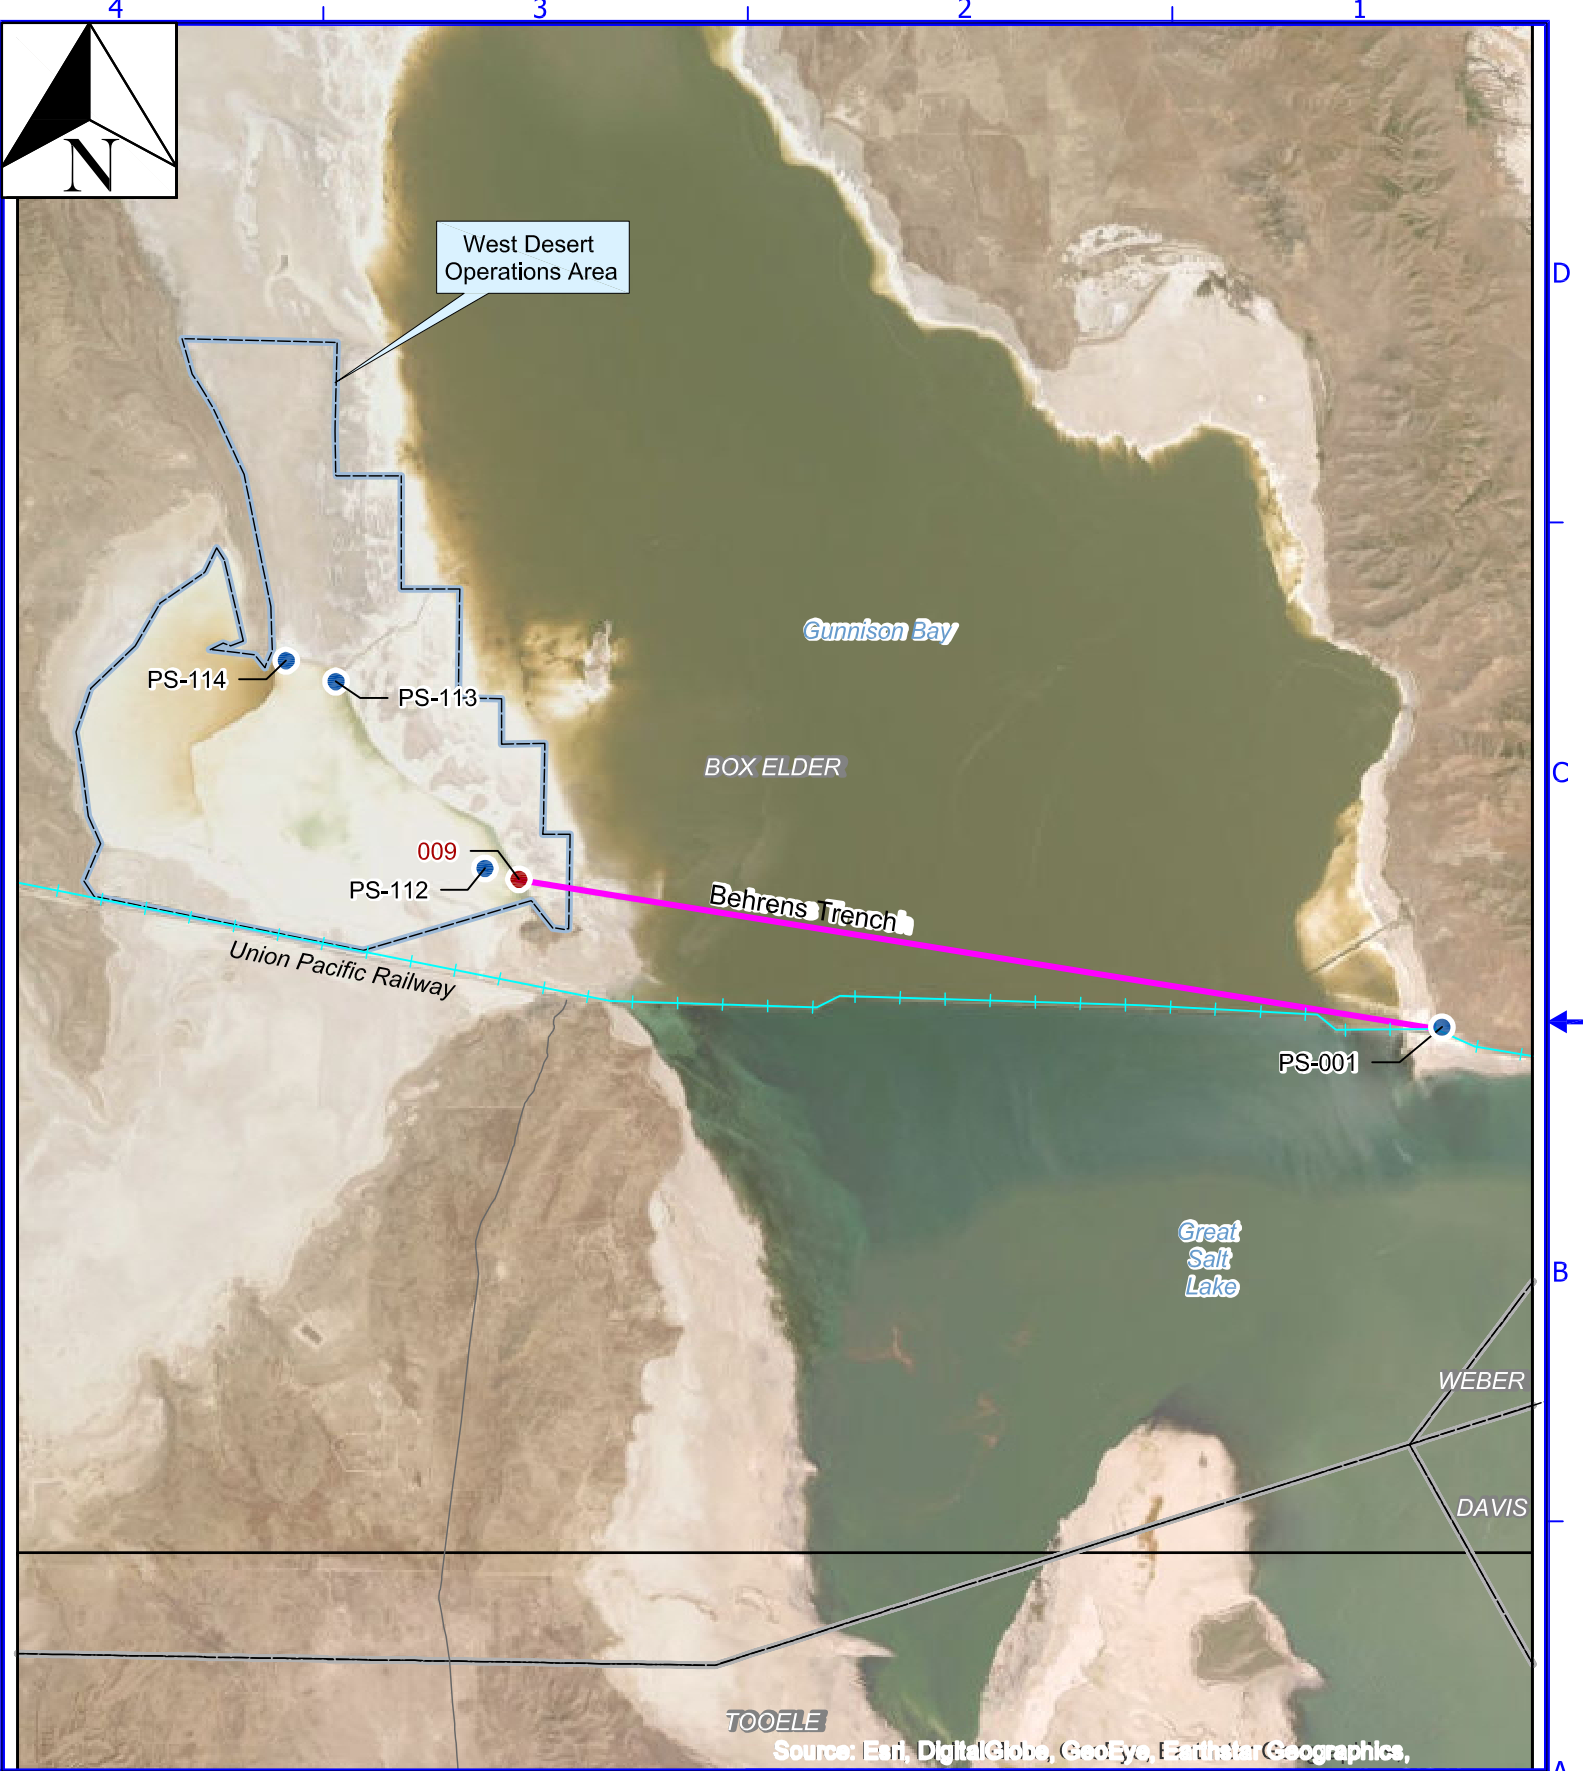 4 3 2 1
N
West Desert
Operations Area
D
Gunnison Bay
PS-114
PS-113
BOX ELDER
C
009
PS-112
Behrens Trench
Union Pacific Railway
PS-001
Great
Salt
Lake
B
WEBER
DAVIS
TOOELE
Source: Esri, DigitalGlobe, GeoEye, Earthstar Geographics,
A